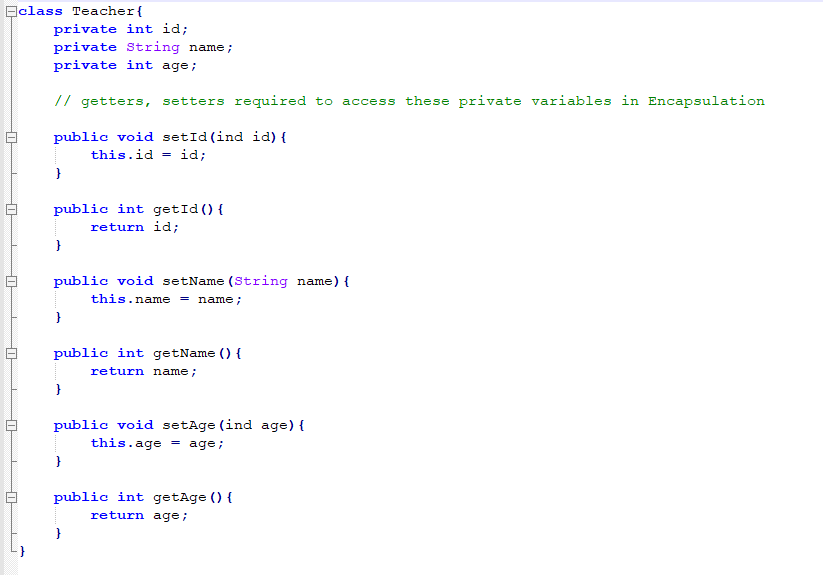 class Teacher{
    private int id;
    private String name;
    private int age;

    // getters, setters required to access these private variables in Encapsulation

    public void setId(ind id){
        this.id = id;
    }

    public int getId(){
        return id;
    }

    public void setName(String name){
        this.name = name;
    }

    public int getName(){
        return name;
    }

    public void setAge(ind age){
        this.age = age;
    }

    public int getAge(){
        return age;
    }
}